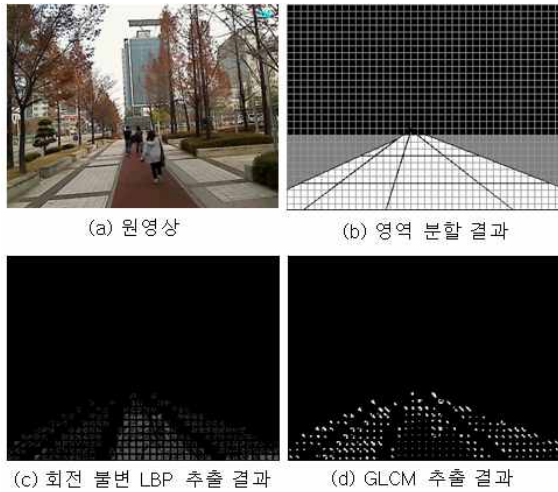 (a) 원영상
(b) 영역 분할 결과
(c) 회전 불변 LBP 추출 결과
(d) GLCM 추출 결과